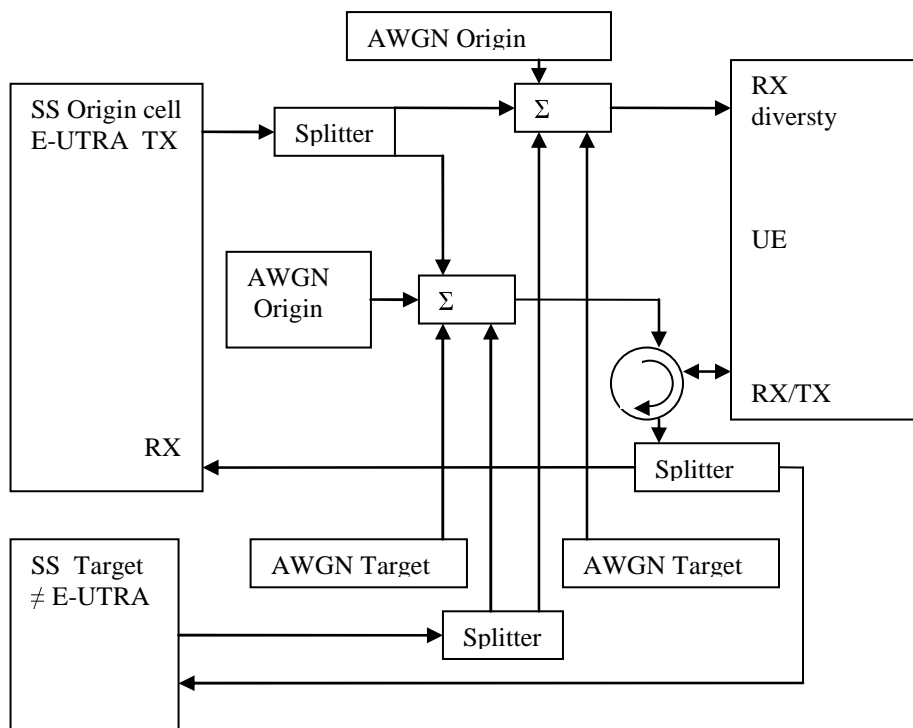 AWGN Origin
SS Origin cell
E-UTRA TX
Splitter
Σ
RX
diversty
UE
AWGN
Origin
Σ
RX/TX
RX
Splitter
AWGN Target
AWGN Target
SS Target
≠ E-UTRA
Splitter